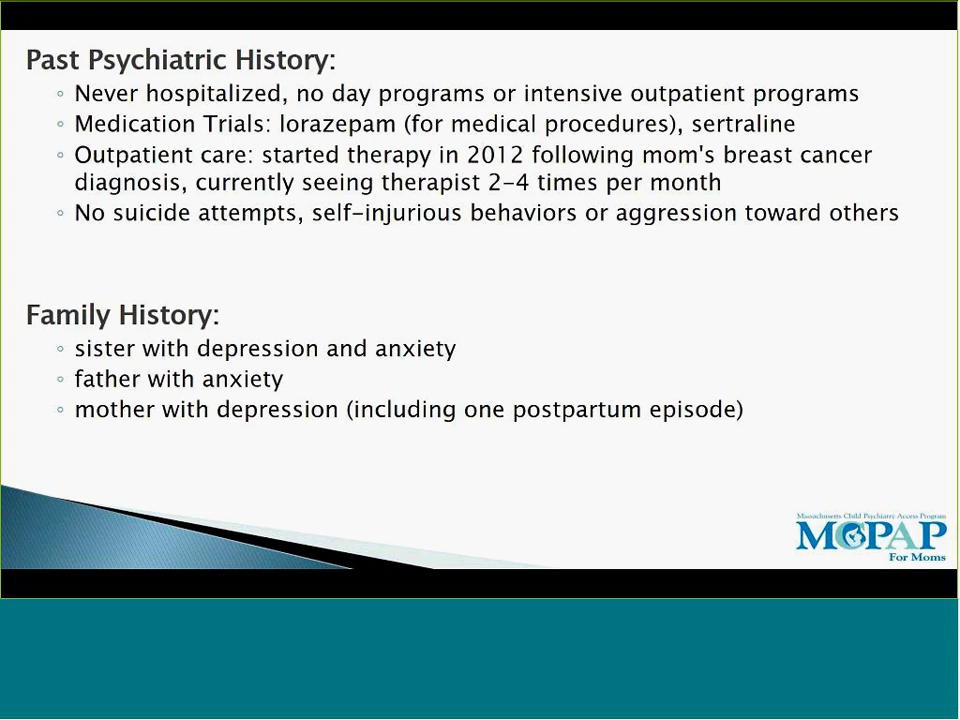 Past Psychiatric History:
◦ Never hospitalized, no day programs or intensive outpatient programs
◦ Medication Trials: lorazepam (for medical procedures), sertraline
◦ Outpatient care: started therapy in 2012 following mom's breast cancer
diagnosis, currently seeing therapist 2-4 times per month
◦ No suicide attempts, self-injurious behaviors or aggression toward others
Family History:
◦ sister with depression and anxiety
◦ father with anxiety
◦ mother with depression (including one postpartum episode)
Massachusetts Child Psychiatric Access Program
MCPAP
For Moms